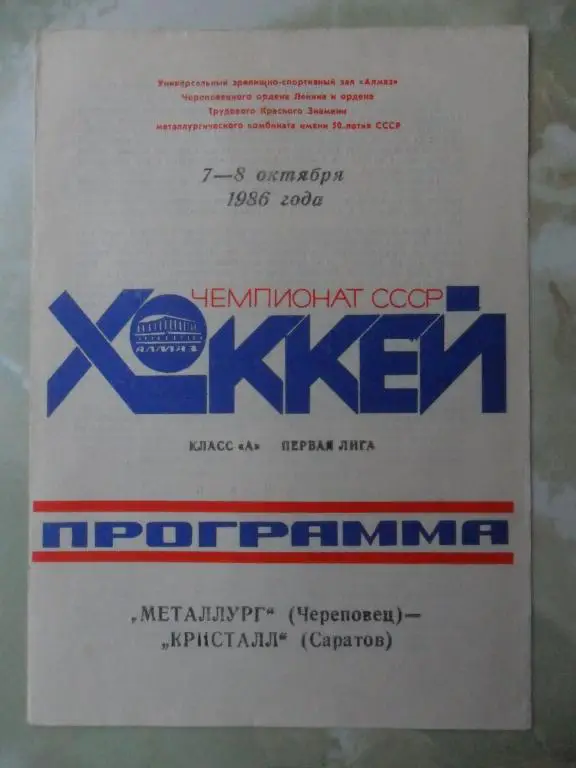 Универсальный зрелищно-спортивный зал «Алмаз»
Череповецкого ордена Ленина и ордена
Трудового Красного Знамени
металлургического комбината имени 50-летия СССР
7—8 октября
1986 года
ЧЕМПИОНАТ СССР
ХОККЕЙ
АЛМАЗ
КЛАСС «А» ПЕРВАЯ ЛИГА
ПРОГРАММА
„МЕТАЛЛУРГ“ (Череповец)—
„КРИСТАЛЛ“ (Саратов)